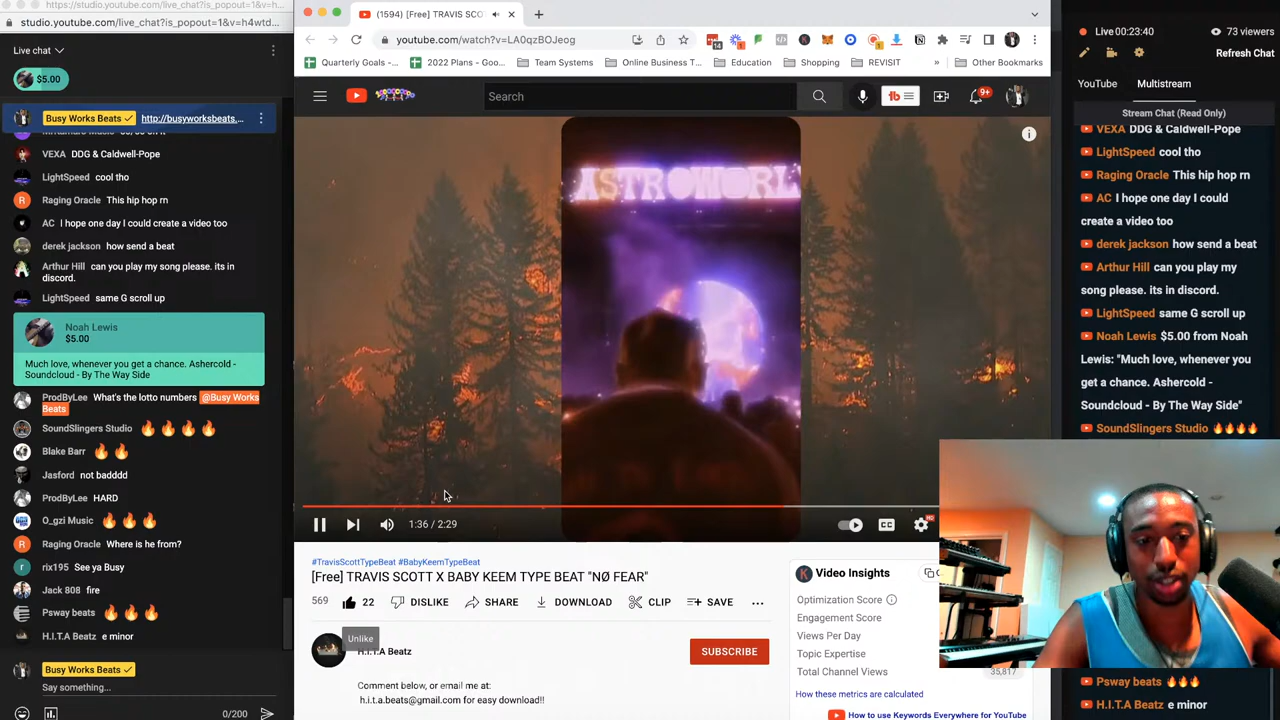 studio.youtube.com/live_chat?is_popout=1&v=h4wtd...
Live chat
$5.00
Busy Works Beats http://busyworksbeats....
VEXA DDG & Caldwell-Pope
LightSpeed cool tho
Raging Oracle This hip hop rn
AC I hope one day I could create a video too
derek jackson how send a beat
Arthur Hill can you play my song please. its in
discord.
LightSpeed same G scroll up
Noah Lewis
$5.00
Much love, whenever you get a chance. Ashercold -
Soundcloud - By The Way Side
ProdByLee What's the lotto numbers @Busy Works
Beats
SoundSlingers Studio 🔥🔥🔥🔥
Blake Barr 🔥🔥
Jasford not badddd
ProdByLee HARD
O_gzi Music 🔥🔥🔥
Raging Oracle Where is he from?
rix195 See ya Busy
Jack 808 fire
Psway beats 🔥🔥🔥
H.I.T.A Beatz e minor
Busy Works Beats
Say something...
0/200
(1594) [Free] TRAVIS SCO
youtube.com/watch?v=LA0qzBOJeog
14
1
Quarterly Goals -...
2022 Plans - Goo...
Team Systems
Online Business T...
Education
Shopping
REVISIT
»
Other Bookmarks
Search
tb
9+
ASTROWORL
1:36 / 2:29
CC
HD
#TravisScottTypeBeat #BabyKeemTypeBeat
[Free] TRAVIS SCOTT X BABY KEEM TYPE BEAT "NØ FEAR"
569
22
DISLIKE
SHARE
DOWNLOAD
CLIP
SAVE
...
Unlike
H.I.T.A Beatz
SUBSCRIBE
Comment below, or email me at:
h.i.t.a.beats@gmail.com for easy download!!
K Video Insights
Optimization Score
Engagement Score
Views Per Day
Topic Expertise
Total Channel Views
35,817
How these metrics are calculated
How to use Keywords Everywhere for YouTube
Live 00:23:40
73 viewers
Refresh Chat
YouTube
Multistream
Stream Chat (Read Only)
VEXA DDG & Caldwell-Pope
LightSpeed cool tho
Raging Oracle This hip hop rn
AC I hope one day I could
create a video too
derek jackson how send a beat
Arthur Hill can you play my
song please. its in discord.
LightSpeed same G scroll up
Noah Lewis $5.00 from Noah
Lewis: "Much love, whenever you
get a chance. Ashercold -
Soundcloud - By The Way Side"
SoundSlingers Studio 🔥🔥🔥🔥
Psway beats 🔥🔥🔥
H.I.T.A Beatz e minor